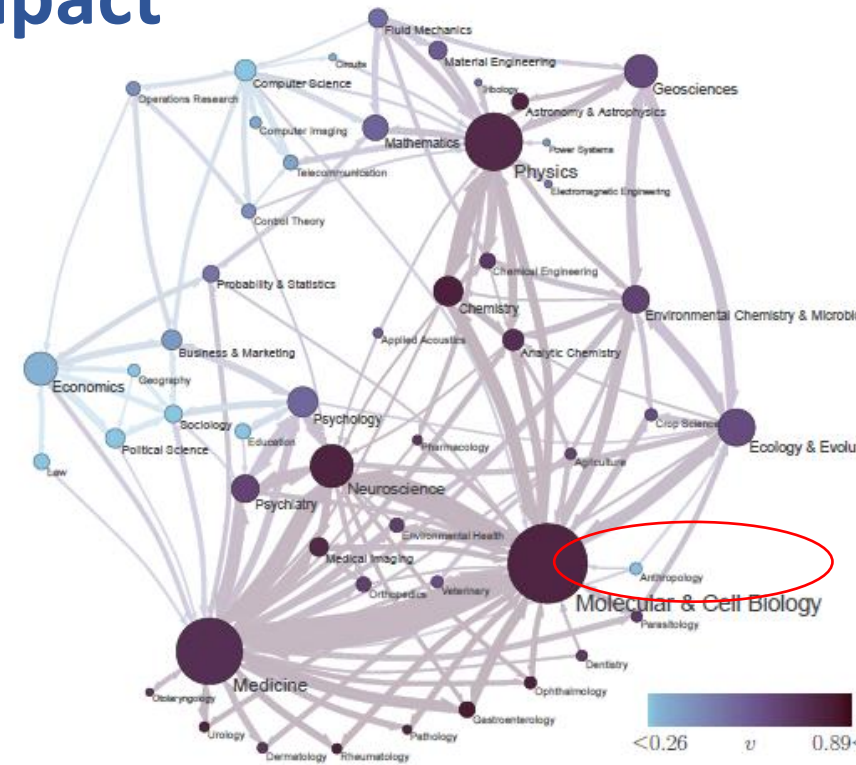 npact
Fluid Mechanics
Circuits
Material Engineering
Computer Science
Tribology
Geosciences
Operations Research
Astronomy & Astrophysics
Computer Imaging
Mathematics
Power Systems
Physics
Telecommunication
Electromagnetic Engineering
Control Theory
Chemical Engineering
Probability & Statistics
Chemistry
Environmental Chemistry & Microbio
Applied Acoustics
Business & Marketing
Analytic Chemistry
Geography
Economics
Psychology
Sociology
Crop Science
Education
Political Science
Pharmacology
Ecology & Evolu
Agriculture
Law
Neuroscience
Psychiatry
Environmental Health
Medical Imaging
Anthropology
Orthopedics
Veterinary
Molecular & Cell Biology
Parasitology
Dentistry
Medicine
Ophthalmology
Otolaryngology
Gastroenterology
Urology
Pathology
Dermatology
Rheumatology
<0.26 v 0.89<